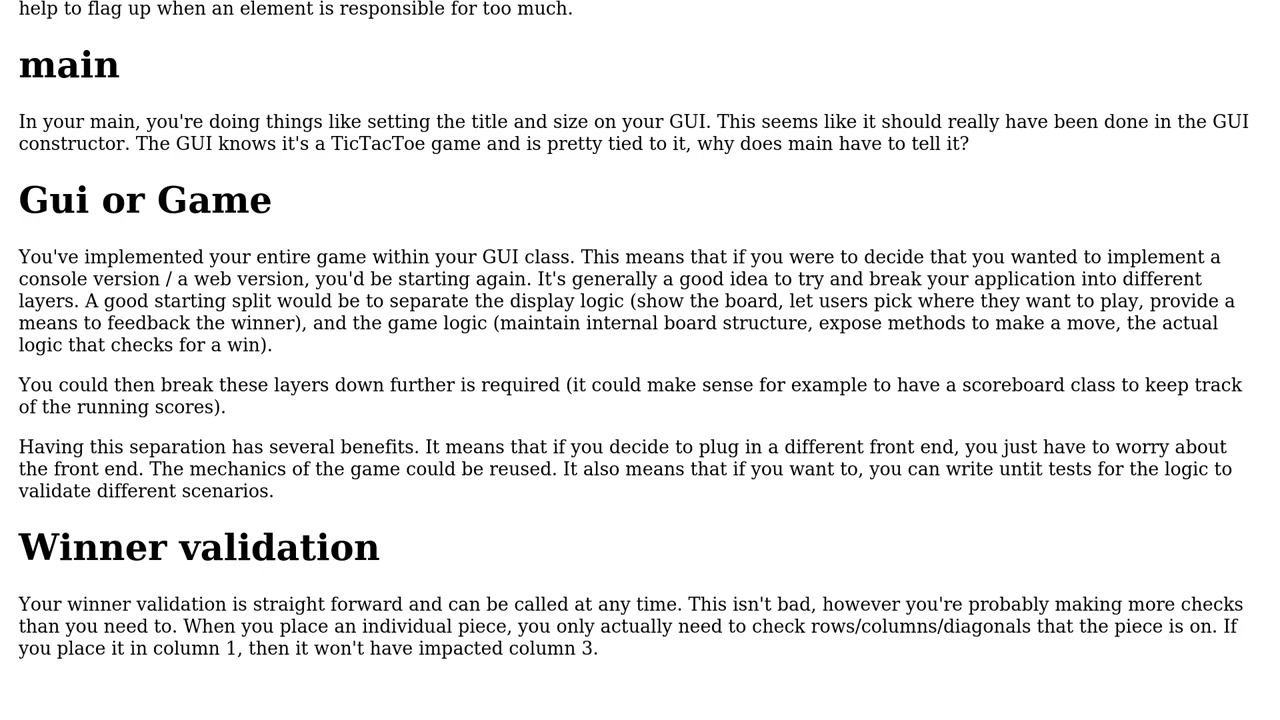 help to flag up when an element is responsible for too much.
main
In your main, you're doing things like setting the title and size on your GUI. This seems like it should really have been done in the GUI
constructor. The GUI knows it's a TicTacToe game and is pretty tied to it, why does main have to tell it?
Gui or Game
You've implemented your entire game within your GUI class. This means that if you were to decide that you wanted to implement a
console version / a web version, you'd be starting again. It's generally a good idea to try and break your application into different
layers. A good starting split would be to separate the display logic (show the board, let users pick where they want to play, provide a
means to feedback the winner), and the game logic (maintain internal board structure, expose methods to make a move, the actual
logic that checks for a win).
You could then break these layers down further is required (it could make sense for example to have a scoreboard class to keep track
of the running scores).
Having this separation has several benefits. It means that if you decide to plug in a different front end, you just have to worry about
the front end. The mechanics of the game could be reused. It also means that if you want to, you can write untit tests for the logic to
validate different scenarios.
Winner validation
Your winner validation is straight forward and can be called at any time. This isn't bad, however you're probably making more checks
than you need to. When you place an individual piece, you only actually need to check rows/columns/diagonals that the piece is on. If
you place it in column 1, then it won't have impacted column 3.